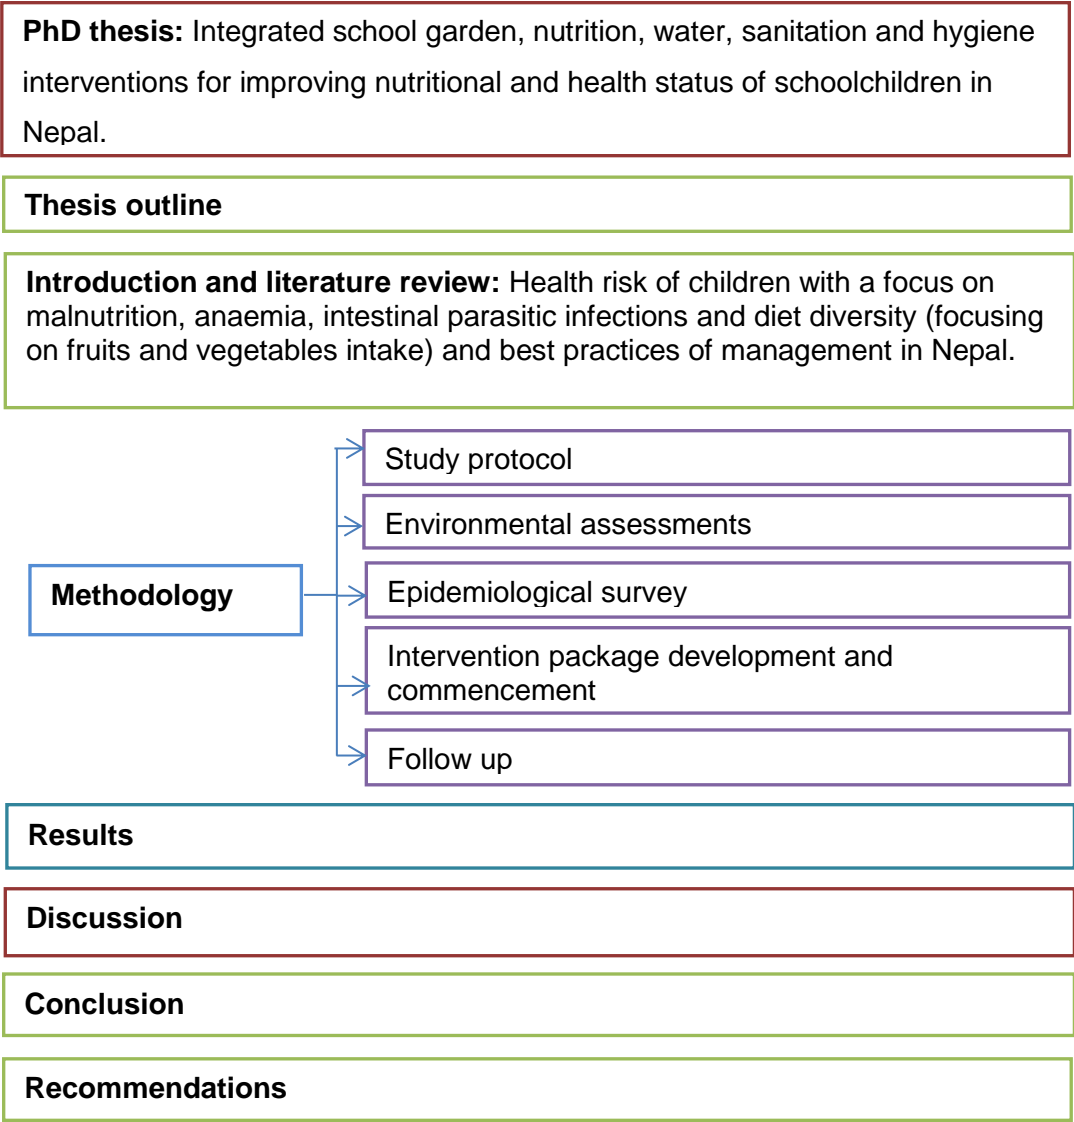 PhD thesis: Integrated school garden, nutrition, water, sanitation and hygiene
interventions for improving nutritional and health status of schoolchildren in
Nepal.
Thesis outline
Introduction and literature review: Health risk of children with a focus on
malnutrition, anaemia, intestinal parasitic infections and diet diversity (focusing
on fruits and vegetables intake) and best practices of management in Nepal.
Methodology
Study protocol
Environmental assessments
Epidemiological survey
Intervention package development and
commencement
Follow up
Results
Discussion
Conclusion
Recommendations